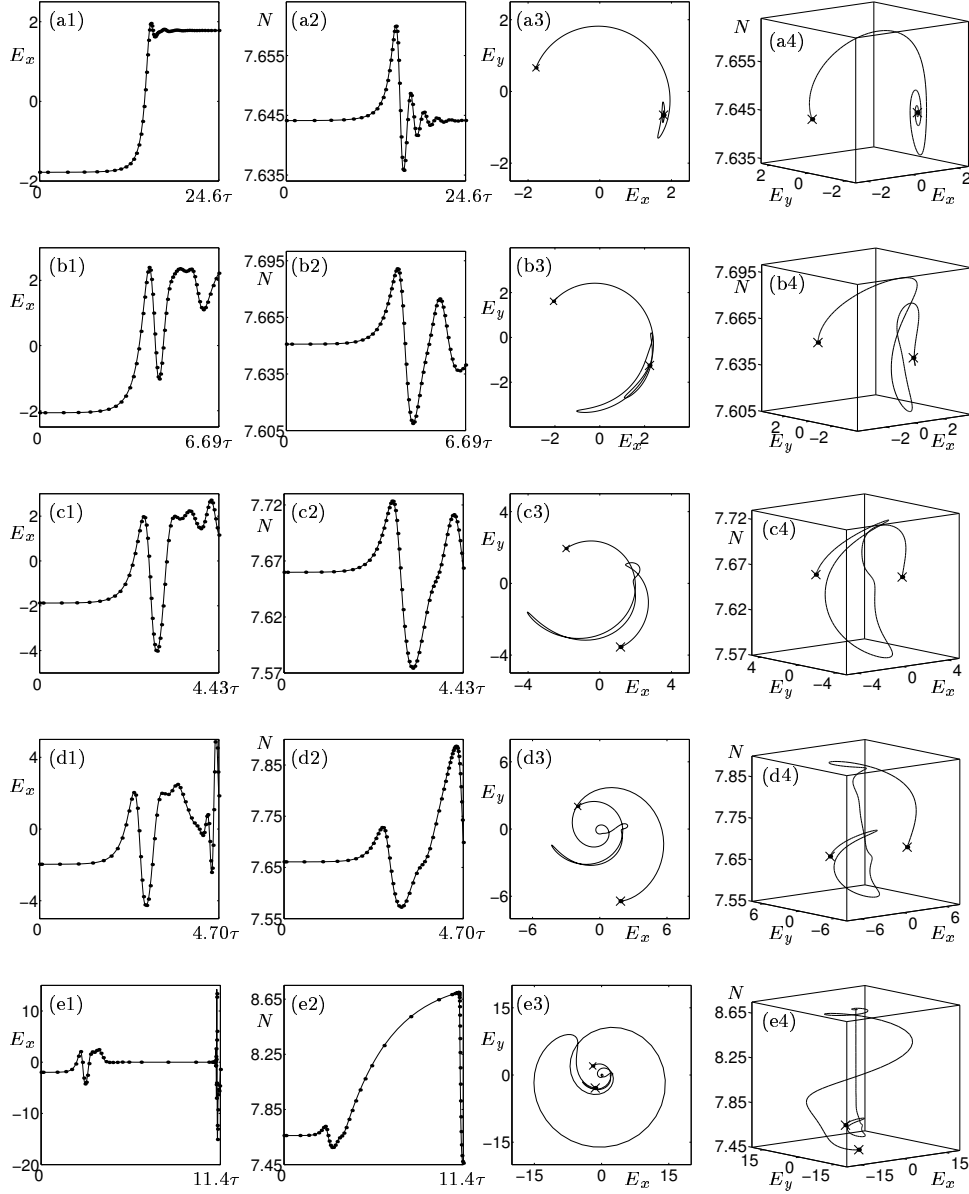 (a1) 2 E_x 0 −2 0 24.6τ
(a2) N 7.655 7.645 7.635 0 24.6τ
(a3) 2 E_y 0 −2 −2 0 E_x 2
(a4) N 7.655 7.645 7.635 2 0 −2 E_y −2 0 2 E_x
(b1) 2 E_x 0 −2 0 6.69τ
(b2) 7.695 N 7.665 7.635 7.605 0 6.69τ
(b3) 2 E_y 0 −2 −2 0 E_x 2
(b4) 7.695 N 7.665 7.635 7.605 2 0 −2 E_y −2 0 2 E_x
(c1) 2 E_x 0 −2 −4 0 4.43τ
(c2) 7.72 N 7.67 7.62 7.57 0 4.43τ
(c3) 4 E_y 0 −4 −4 0 E_x 4
(c4) 7.72 N 7.67 7.62 7.57 4 0 −4 E_y −4 0 4 E_x
(d1) 4 E_x 0 −4 0 4.70τ
(d2) N 7.85 7.75 7.65 7.55 0 4.70τ
(d3) 6 E_y 0 −6 −6 0 E_x 6
(d4) N 7.85 7.75 7.65 7.55 6 0 −6 E_y −6 0 6 E_x
(e1) 10 E_x 0 −10 −20 0 11.4τ
(e2) 8.65 N 8.25 7.85 7.45 0 11.4τ
(e3) 15 E_y 0 −15 −15 0 E_x 15
(e4) N 8.65 8.25 7.85 7.45 15 0 −15 E_y −15 0 15 E_x